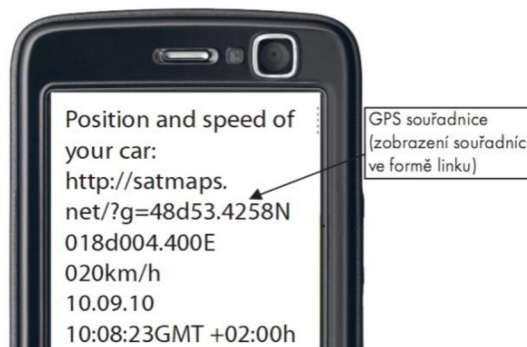 Position and speed of
your car:
http://satmaps.
net/?g=48d53.4258N
018d004.400E
020km/h
10.09.10
10:08:23GMT +02:00h
GPS souřadnice
(zobrazení souřadnic
ve formě linku)